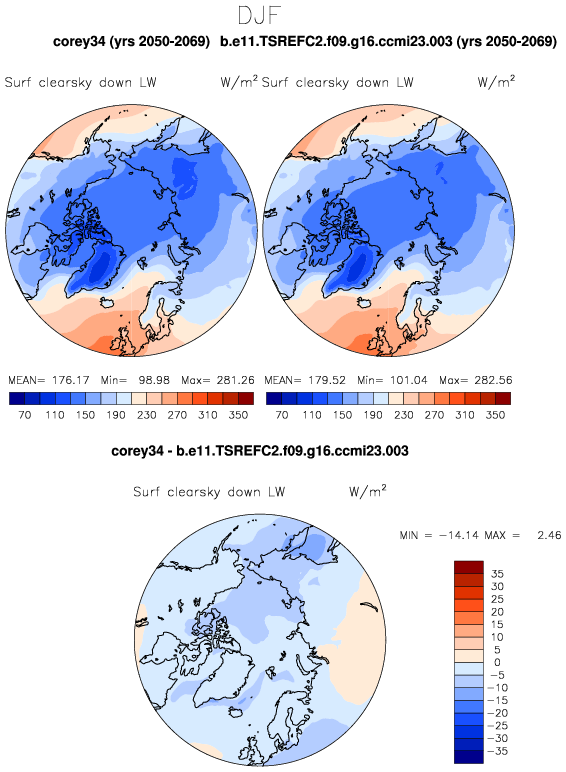 DJF
corey34 (yrs 2050-2069) b.e11.TSREFC2.f09.g16.ccmi23.003 (yrs 2050-2069)
Surf clearsky down LW W/m² Surf clearsky down LW W/m²
MEAN= 176.17 Min= 98.98 Max= 281.26 MEAN= 179.52 Min= 101.04 Max= 282.56
70 110 150 190 230 270 310 350 70 110 150 190 230 270 310 350
corey34 - b.e11.TSREFC2.f09.g16.ccmi23.003
Surf clearsky down LW W/m²
MIN = −14.14 MAX = 2.46
35
30
25
20
15
10
5
0
−5
−10
−15
−20
−25
−30
−35